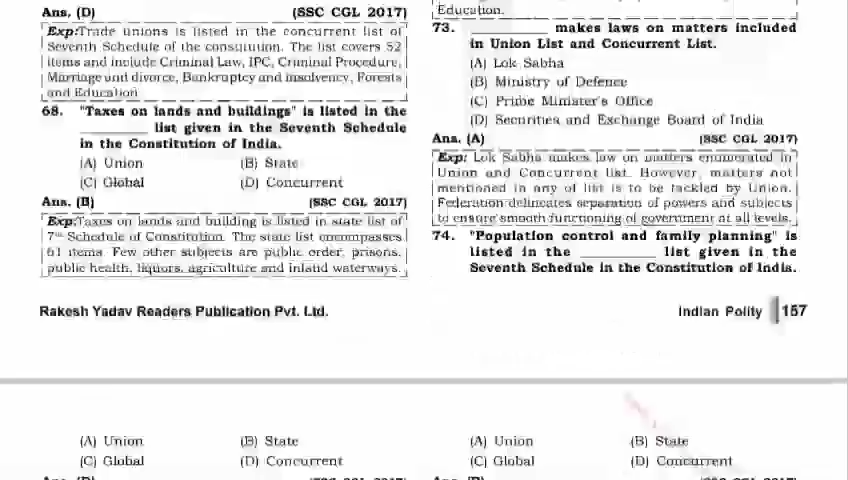 Ans. (D) (SSC CGL 2017)
Exp:Trade unions is listed in the concurrent list of
Seventh Schedule of the consutution. The list covers 52
items and include Criminal Law, IPC, Criminal Procedure,
Marriage and divorce, Bankruptcy and insolvency, Forests
and Education
68. "Taxes on lands and buildings" is listed in the
________ list given in the Seventh Schedule
in the Constitution of India.
(A) Union (B) State
(C) Global (D) Concurrent
Ans. (B) (SSC CGL 2017)
Exp:Taxes on lands and building is listed in state list of
7th Schedule of Constitution. The state list encompasses
61 items. Few other subjects are public order, prisons,
public health, liquors, agriculture and inland waterways.
Education.
73. ________ makes laws on matters included
in Union List and Concurrent List.
(A) Lok Sabha
(B) Ministry of Defence
(C) Prime Minister's Office
(D) Securities and Exchange Board of India
Ans. (A) (SSC CGL 2017)
Exp: Lok Sabha makes law on matters enumerated in
Union and Concurrent list. However, matters not
mentioned in any of list is to be tackled by Union.
Federation delineates separation of powers and subjects
to ensure smooth functioning of government at all levels.
74. "Population control and family planning" is
listed in the ________ list given in the
Seventh Schedule in the Constitution of India.
Rakesh Yadav Readers Publication Pvt. Ltd. Indian Polity 157
(A) Union (B) State
(C) Global (D) Concurrent
(A) Union (B) State
(C) Global (D) Concurrent